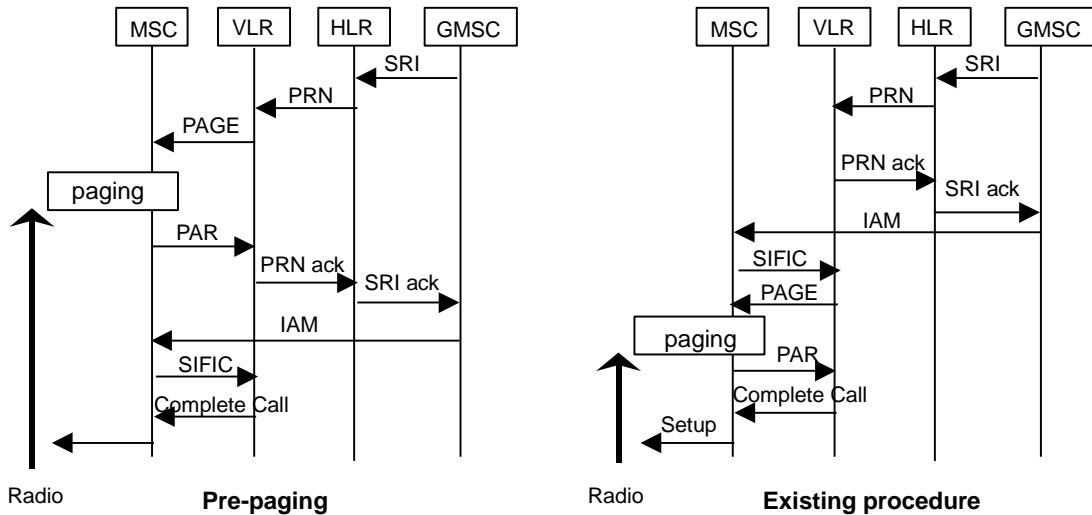 MSC VLR HLR GMSC
SRI
PRN
PAGE
paging
PAR
PRN ack
SRI ack
IAM
SIFIC
Complete Call
Radio
Pre-paging
MSC VLR HLR GMSC
SRI
PRN
PRN ack
SRI ack
IAM
SIFIC
PAGE
paging
PAR
Complete Call
Setup
Radio
Existing procedure